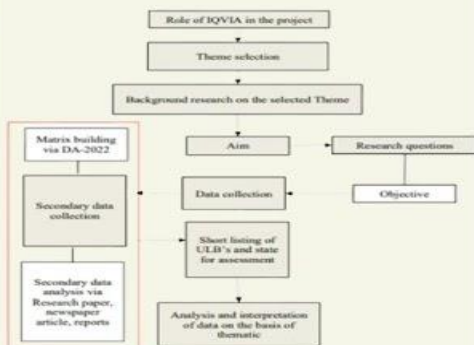 Role of IQVIA in the project
Theme selection
Background research on the selected Theme
Aim
Research questions
Objective
Data collection
Matrix building
via DA-2022
Secondary data
collection
Secondary data
analysis via
Research paper,
newspaper
article, reports
Short listing of
ULB's and state
for assessment
Analysis and interpretation
of data on the basis of
thematic